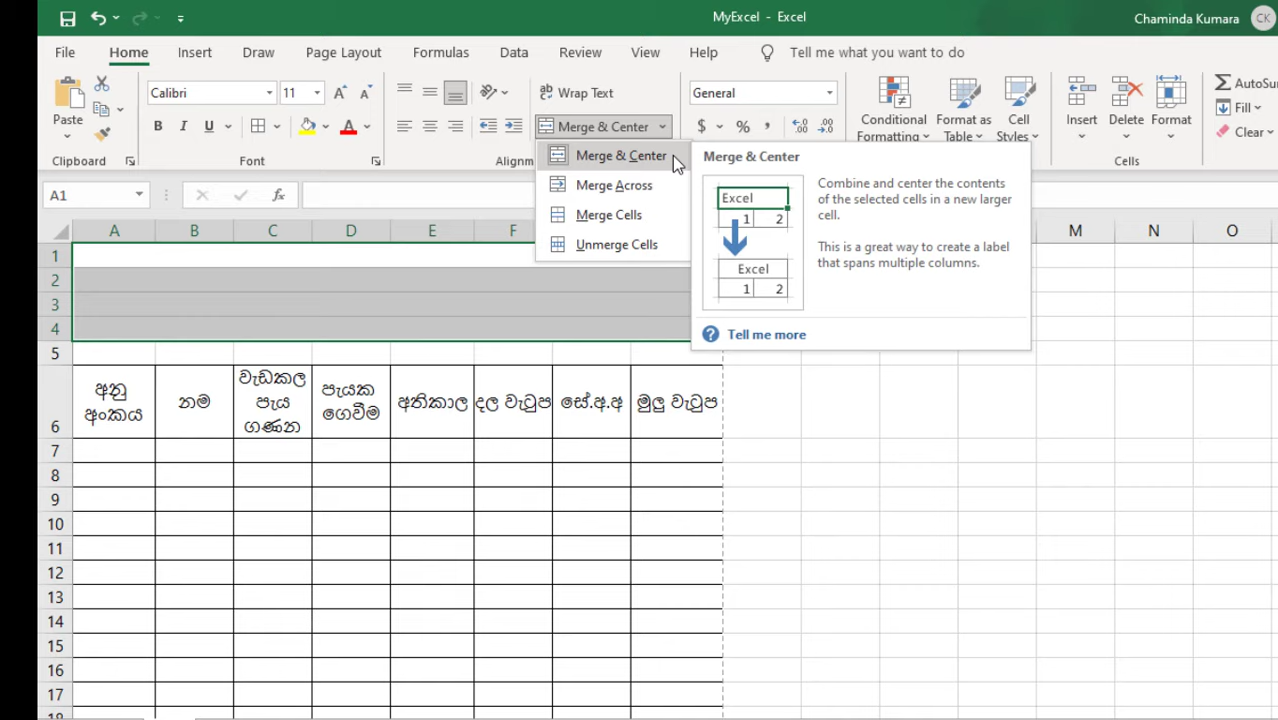 MyExcel - Excel
Chaminda Kumara CK
File Home Insert Draw Page Layout Formulas Data Review View Help Tell me what you want to do
Paste
Clipboard
Calibri 11
B I U A
Font
Wrap Text
Merge & Center
Alignm
General
$ % ,
Conditional Formatting
Format as Table
Cell Styles
Insert Delete Format
Cells
AutoSu
Fill
Clear
Merge & Center
Merge Across
Merge Cells
Unmerge Cells
Merge & Center
Excel
1 2
Excel
1 2
Combine and center the contents
of the selected cells in a new larger
cell.
This is a great way to create a label
that spans multiple columns.
Tell me more
A1 fx
A B C D E F M N O
1
2
3
4
5
6 අනු අංකය නම වැඩකල පැය ගණන පැයක ගෙවීම අතිකාල දල වැටුප සේ.අ.අ මුලු වැටුප
7
8
9
10
11
12
13
14
15
16
17
18